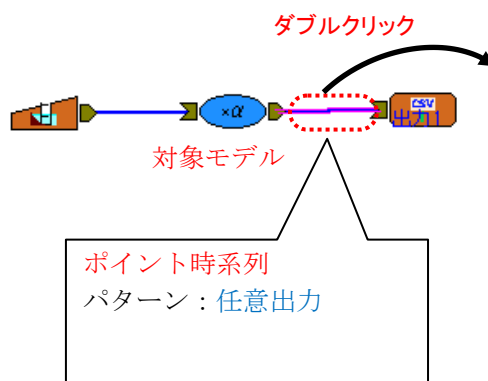 ダブルクリック
×α
CSV
出力1
対象モデル
ポイント時系列
パターン：任意出力